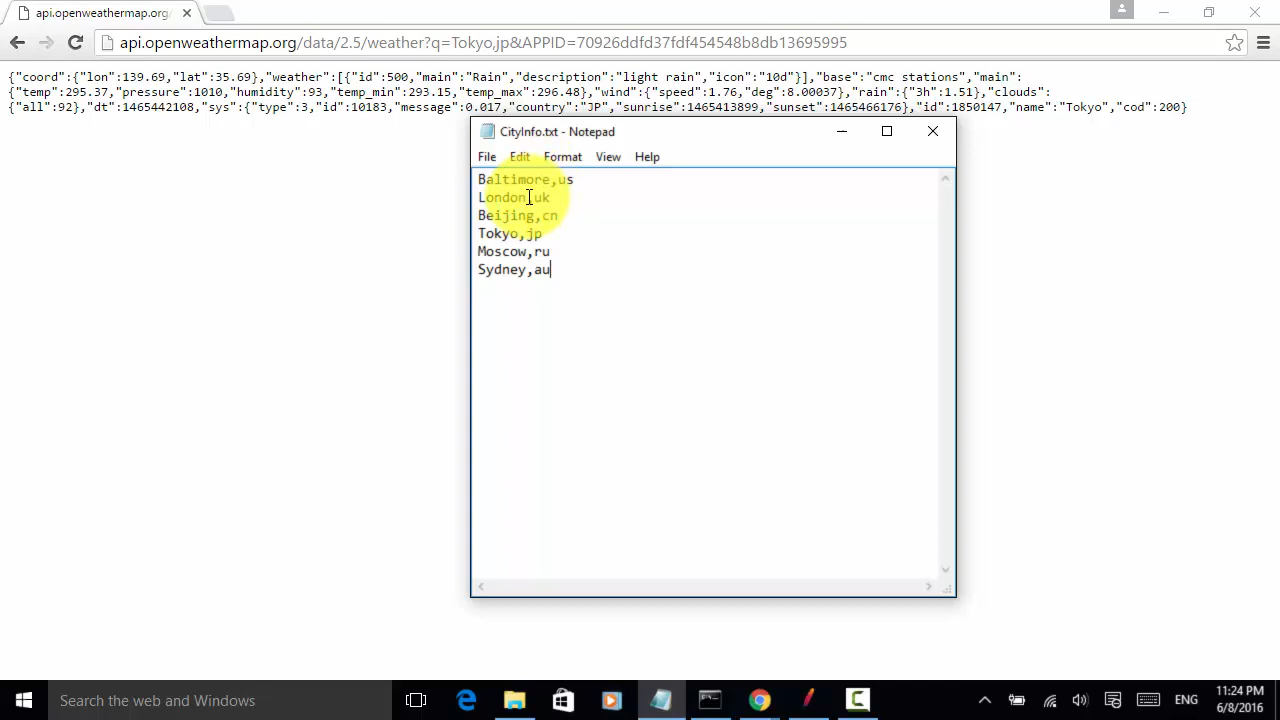 api.openweathermap.org/
api.openweathermap.org/data/2.5/weather?q=Tokyo,jp&APPID=70926ddfd37fdf454548b8db13695995
{"coord":{"lon":139.69,"lat":35.69},"weather":[{"id":500,"main":"Rain","description":"light rain","icon":"10d"}],"base":"cmc stations","main":
{"temp":295.37,"pressure":1010,"humidity":93,"temp_min":293.15,"temp_max":296.48},"wind":{"speed":1.76,"deg":8.00037},"rain":{"3h":1.51},"clouds":
{"all":92},"dt":1465442108,"sys":{"type":3,"id":10183,"message":0.017,"country":"JP","sunrise":1465413899,"sunset":1465466176},"id":1850147,"name":"Tokyo","cod":200}
CityInfo.txt - Notepad
File Edit Format View Help
Baltimore,us
London,uk
Beijing,cn
Tokyo,jp
Moscow,ru
Sydney,au
Search the web and Windows
ENG
11:24 PM
6/8/2016